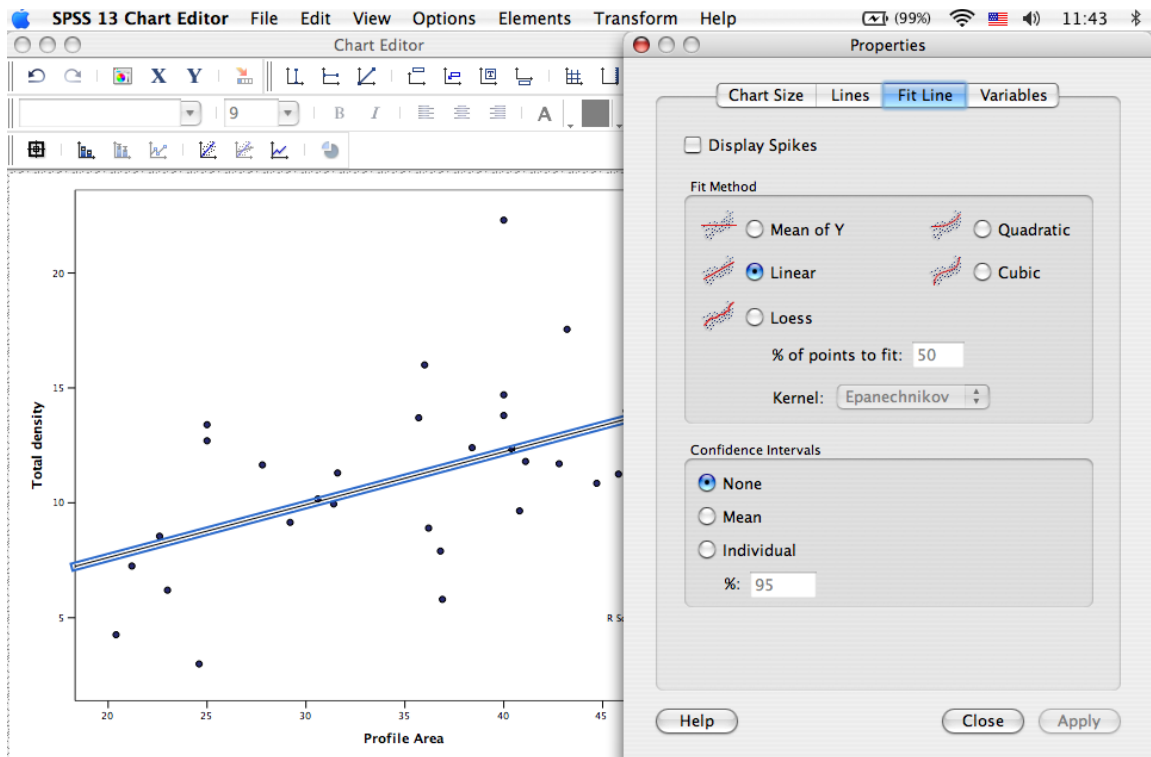 SPSS 13 Chart Editor File Edit View Options Elements Transform Help (99%) 11:43
Chart Editor
X Y
9 B I A
Total density
20
15
10
5
R
20 25 30 35 40 45
Profile Area
Properties
Chart Size Lines Fit Line Variables
Display Spikes
Fit Method
Mean of Y Quadratic
Linear Cubic
Loess
% of points to fit: 50
Kernel: Epanechnikov
Confidence Intervals
None
Mean
Individual
%: 95
Help Close Apply